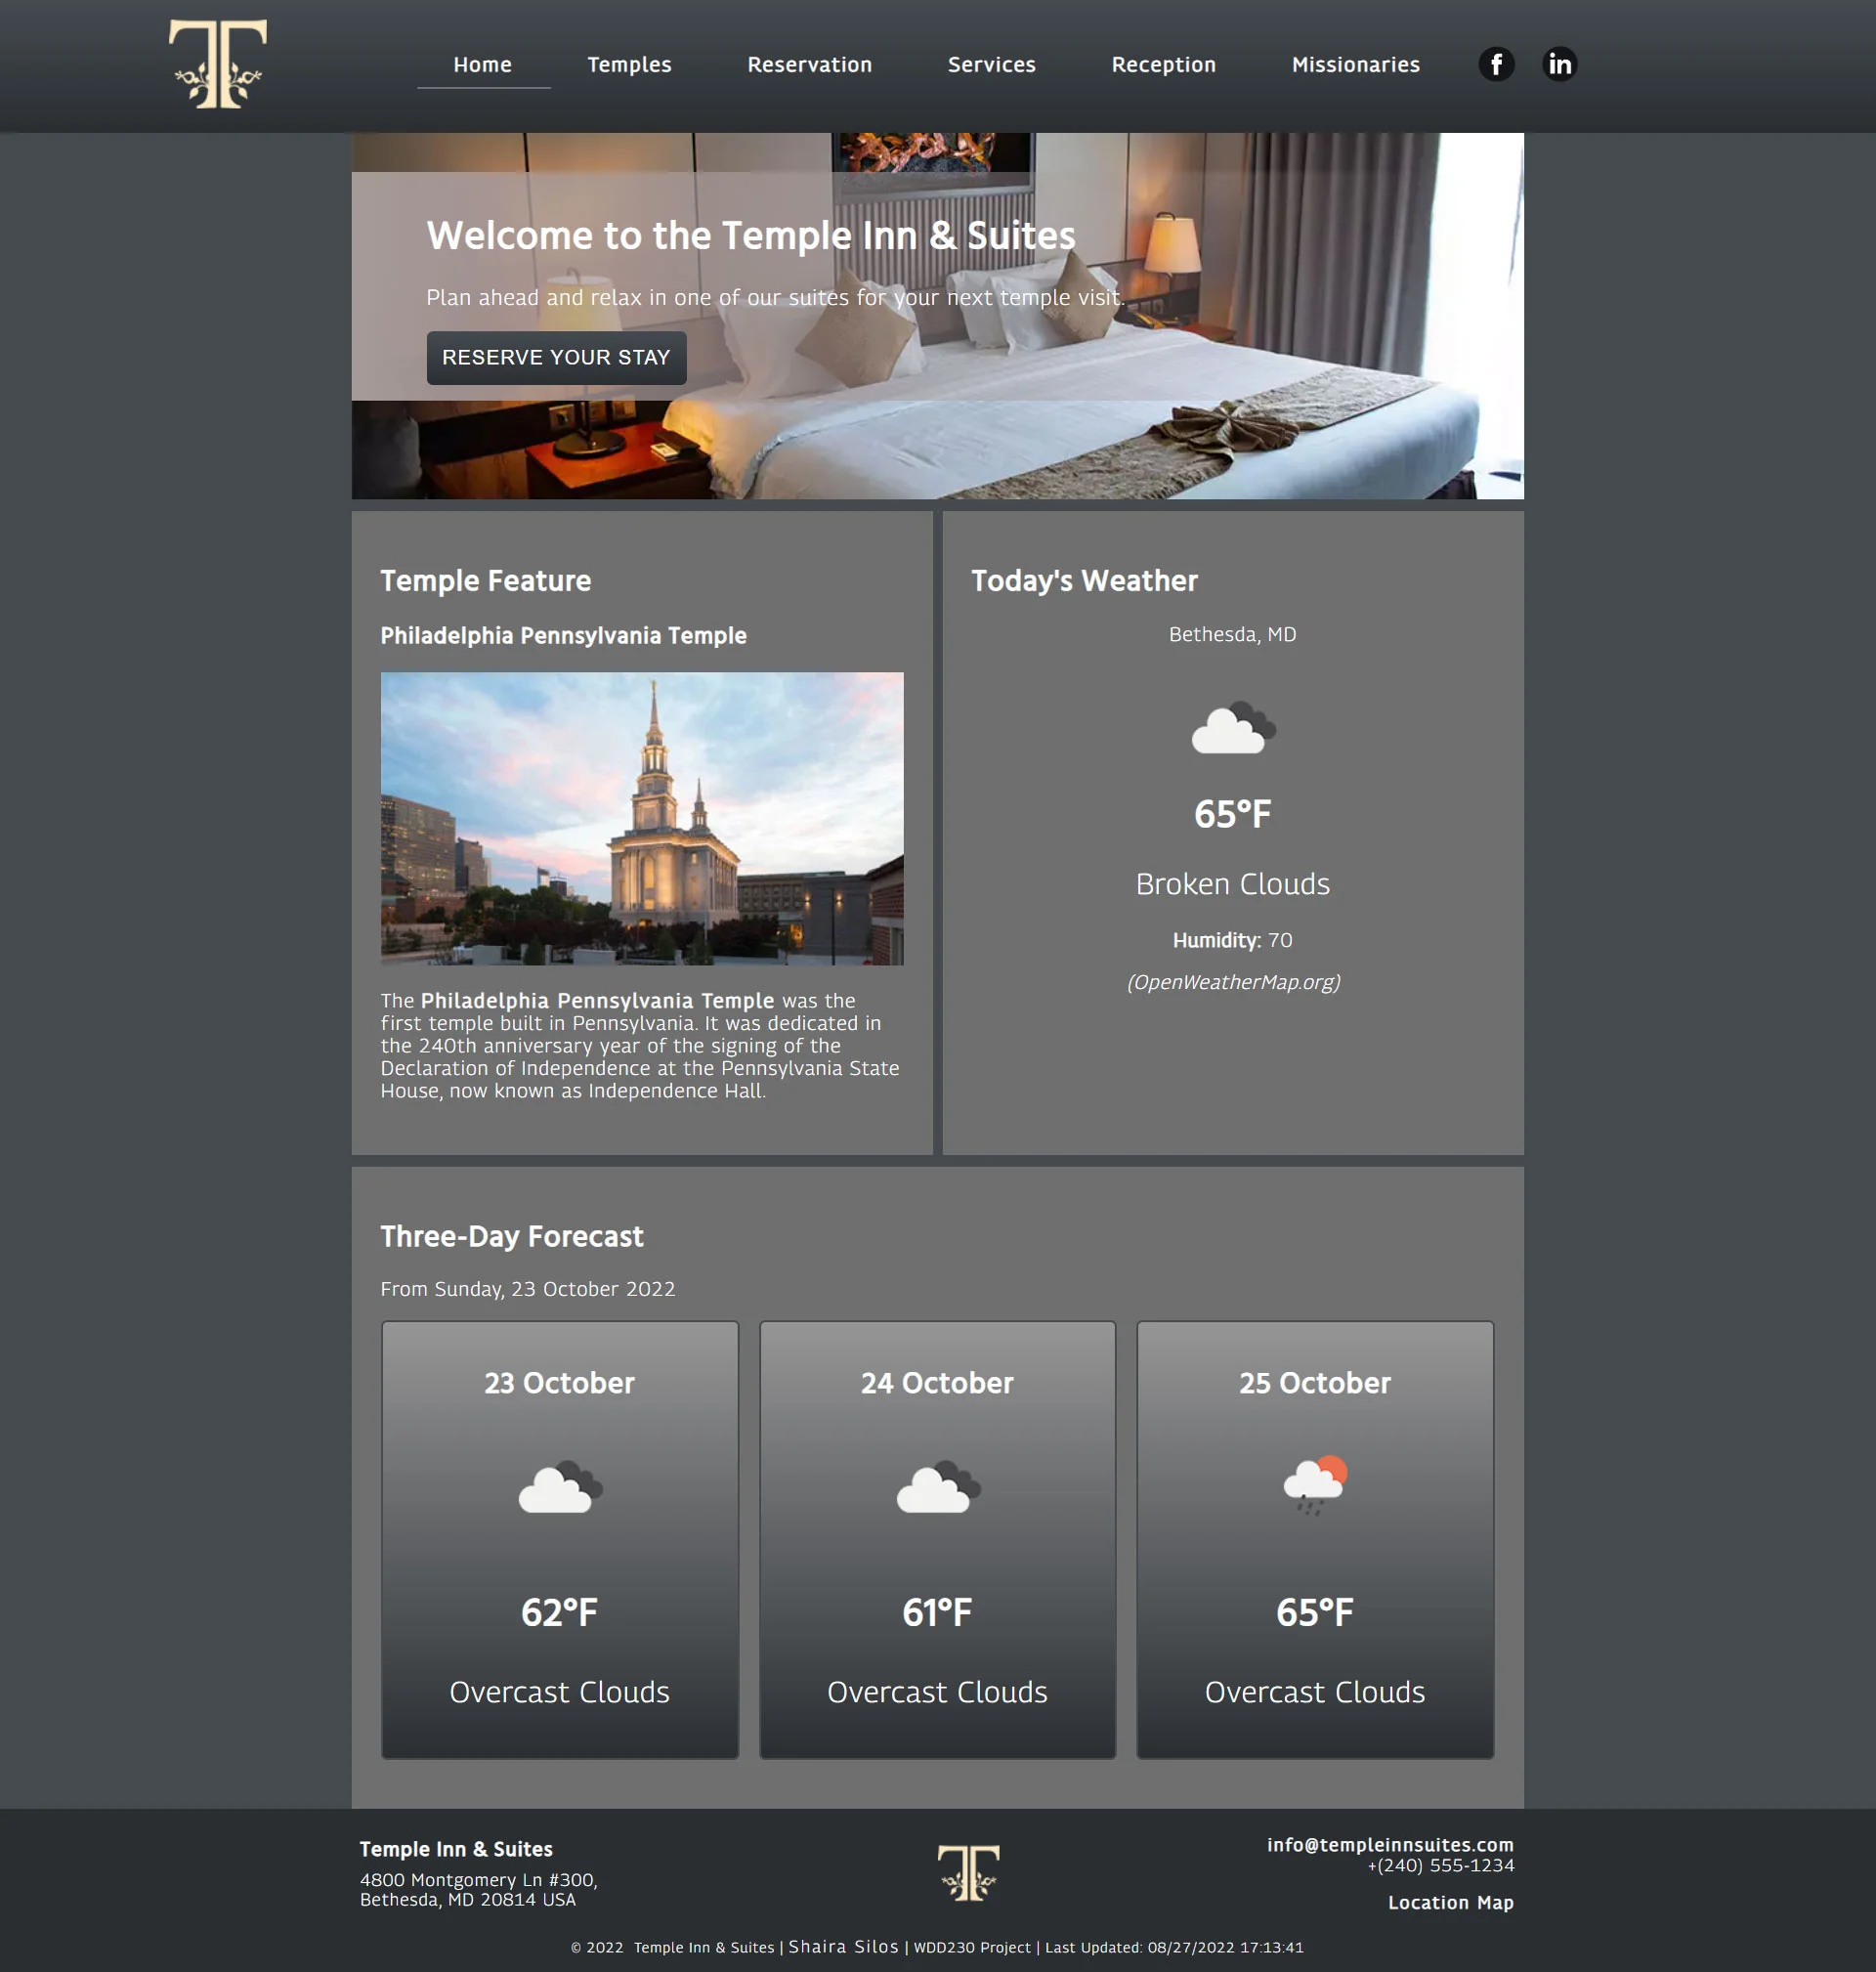 T
Home Temples Reservation Services Reception Missionaries f in
Welcome to the Temple Inn & Suites
Plan ahead and relax in one of our suites for your next temple visit.
RESERVE YOUR STAY
Temple Feature
Philadelphia Pennsylvania Temple
The Philadelphia Pennsylvania Temple was the
first temple built in Pennsylvania. It was dedicated in
the 240th anniversary year of the signing of the
Declaration of Independence at the Pennsylvania State
House, now known as Independence Hall.
Today's Weather
Bethesda, MD
65°F
Broken Clouds
Humidity: 70
(OpenWeatherMap.org)
Three-Day Forecast
From Sunday, 23 October 2022
23 October
62°F
Overcast Clouds
24 October
61°F
Overcast Clouds
25 October
65°F
Overcast Clouds
Temple Inn & Suites
4800 Montgomery Ln #300,
Bethesda, MD 20814 USA
T
info@templeinnsuites.com
+(240) 555-1234
Location Map
© 2022 Temple Inn & Suites | Shaira Silos | WDD230 Project | Last Updated: 08/27/2022 17:13:41